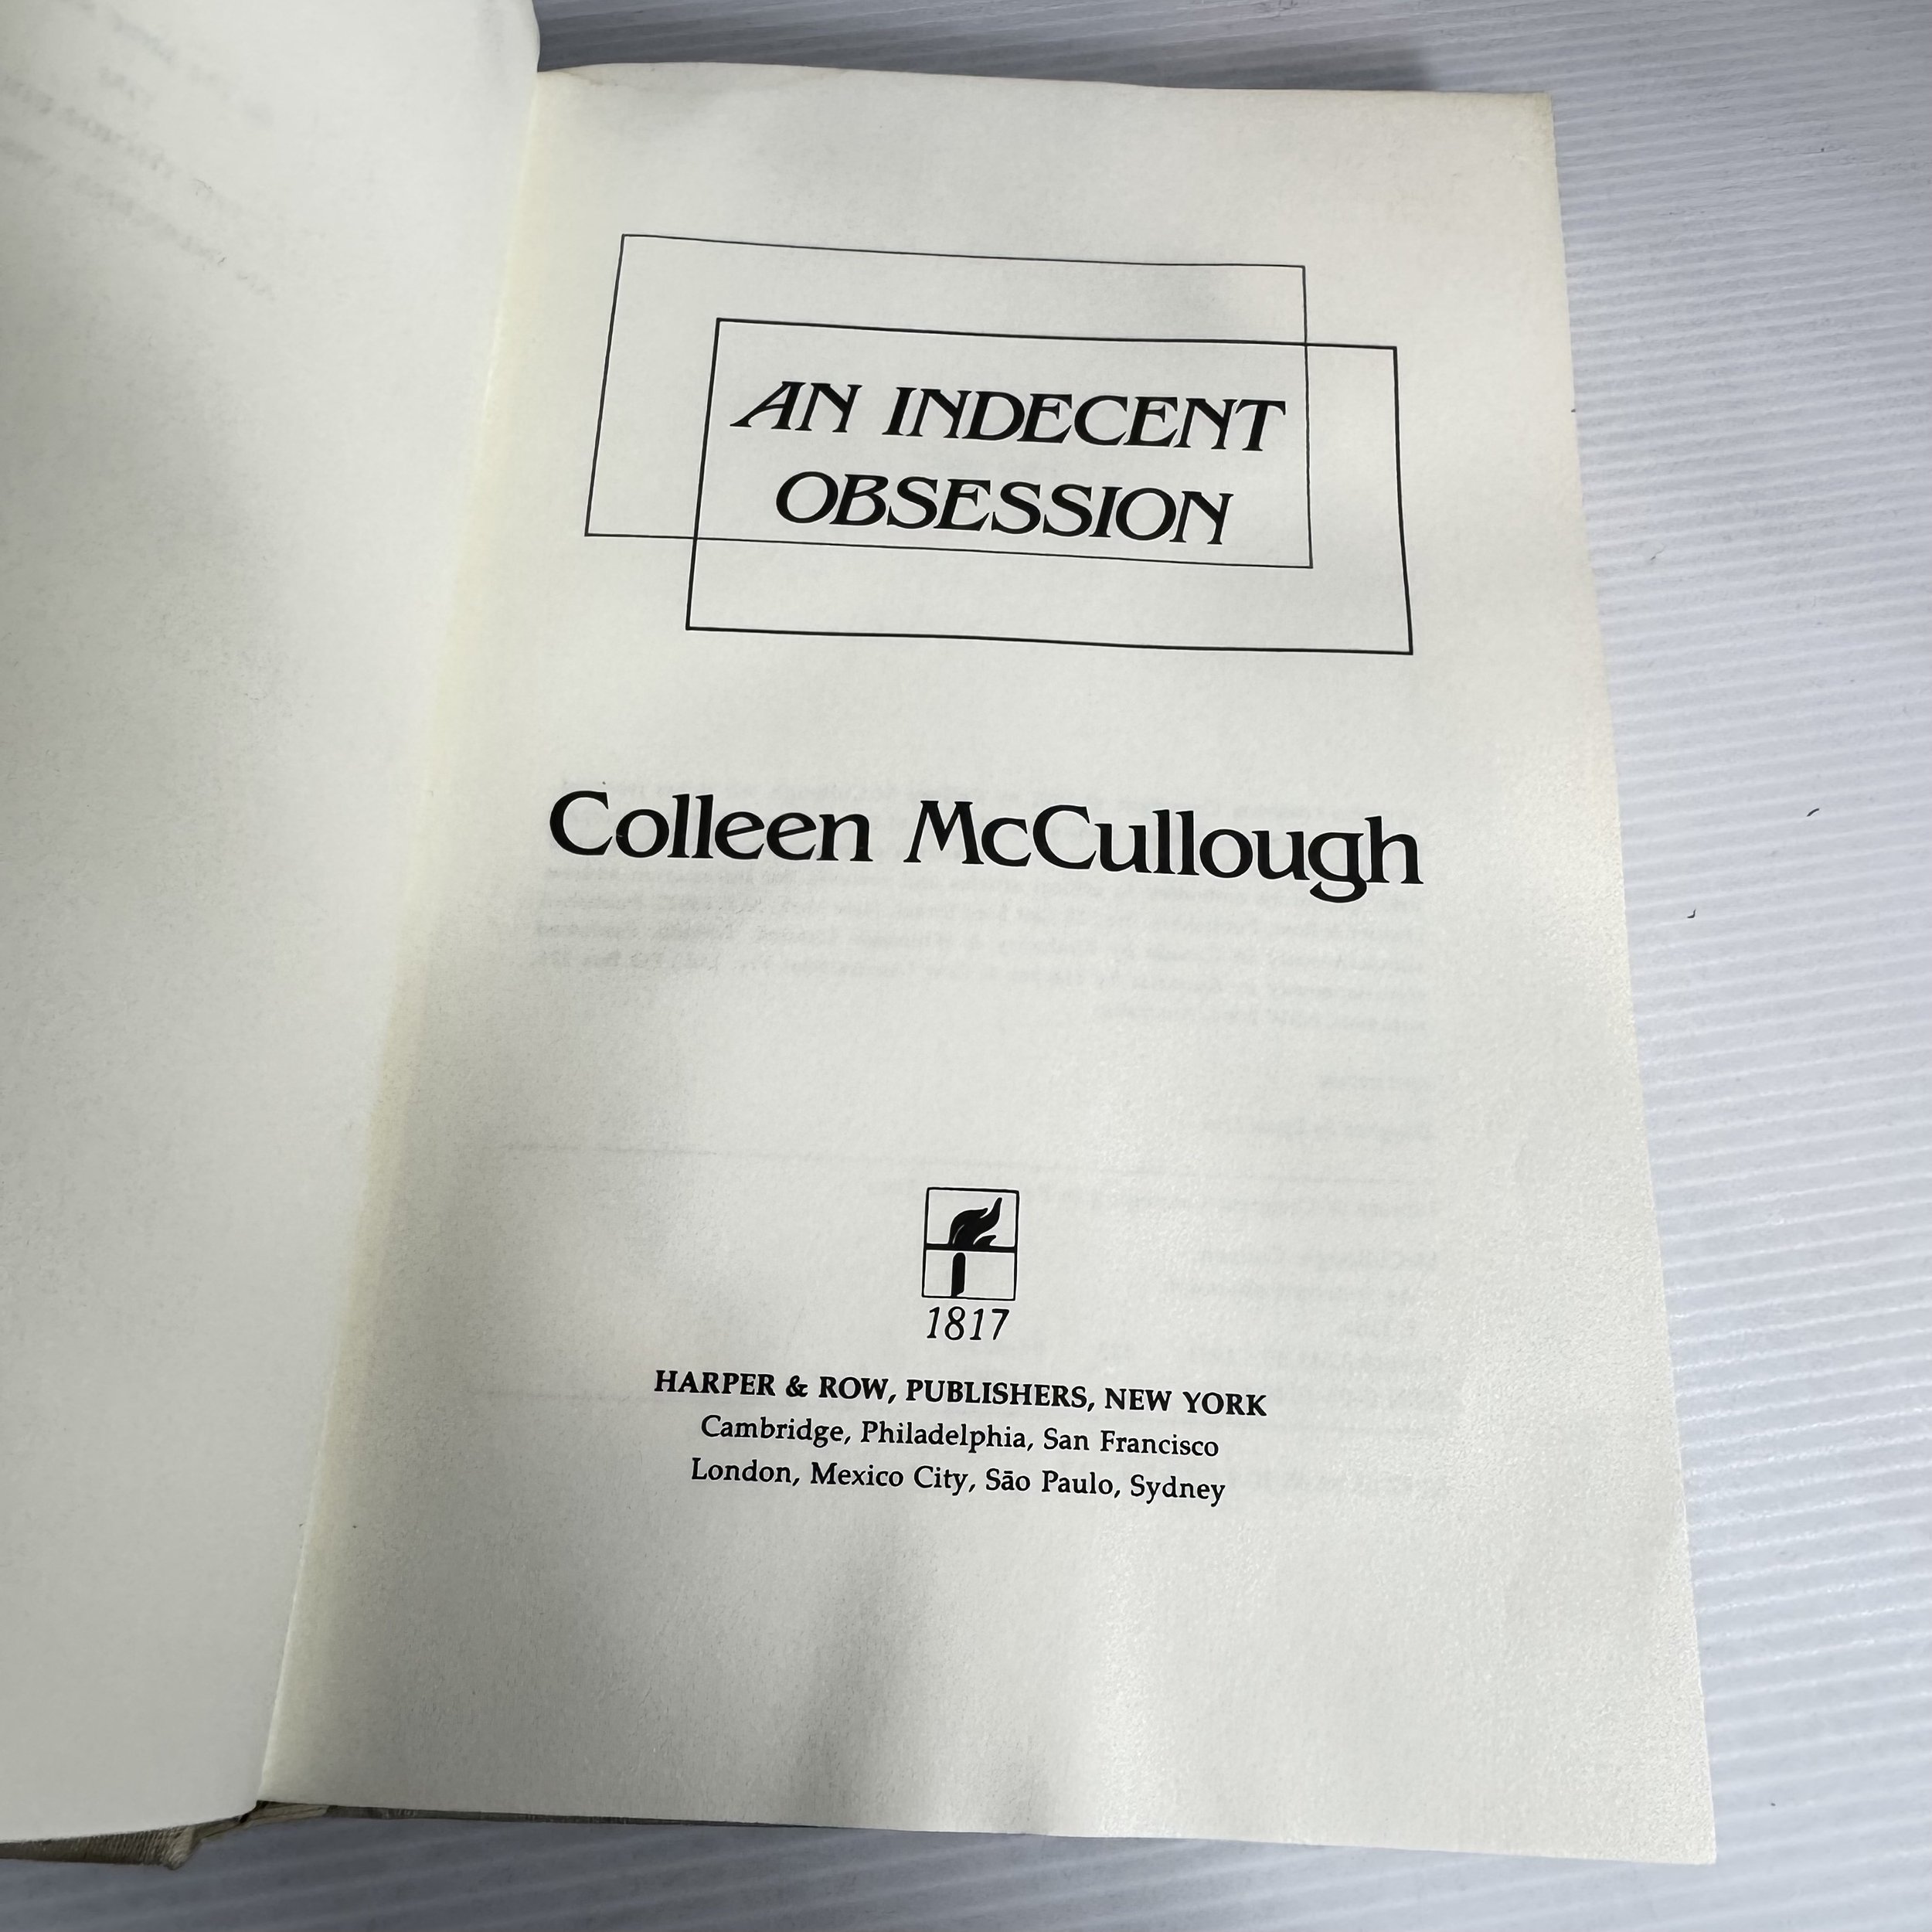 AN INDECENT
OBSESSION
Colleen McCullough
1817
HARPER & ROW, PUBLISHERS, NEW YORK
Cambridge, Philadelphia, San Francisco
London, Mexico City, São Paulo, Sydney